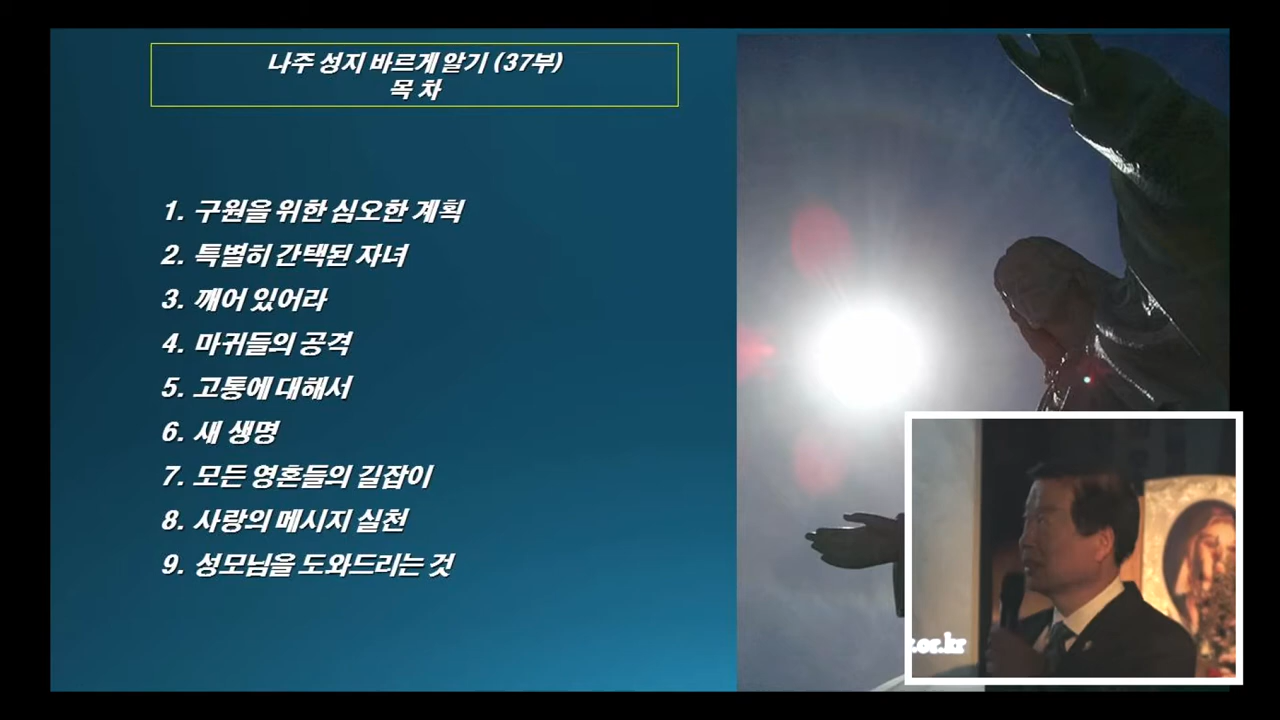 나주 성지 바르게 알기 (37부)
목 차
1. 구원을 위한 심오한 계획
2. 특별히 간택된 자녀
3. 깨어 있어라
4. 마귀들의 공격
5. 고통에 대해서
6. 새 생명
7. 모든 영혼들의 길잡이
8. 사랑의 메시지 실천
9. 성모님을 도와드리는 것
.or.kr